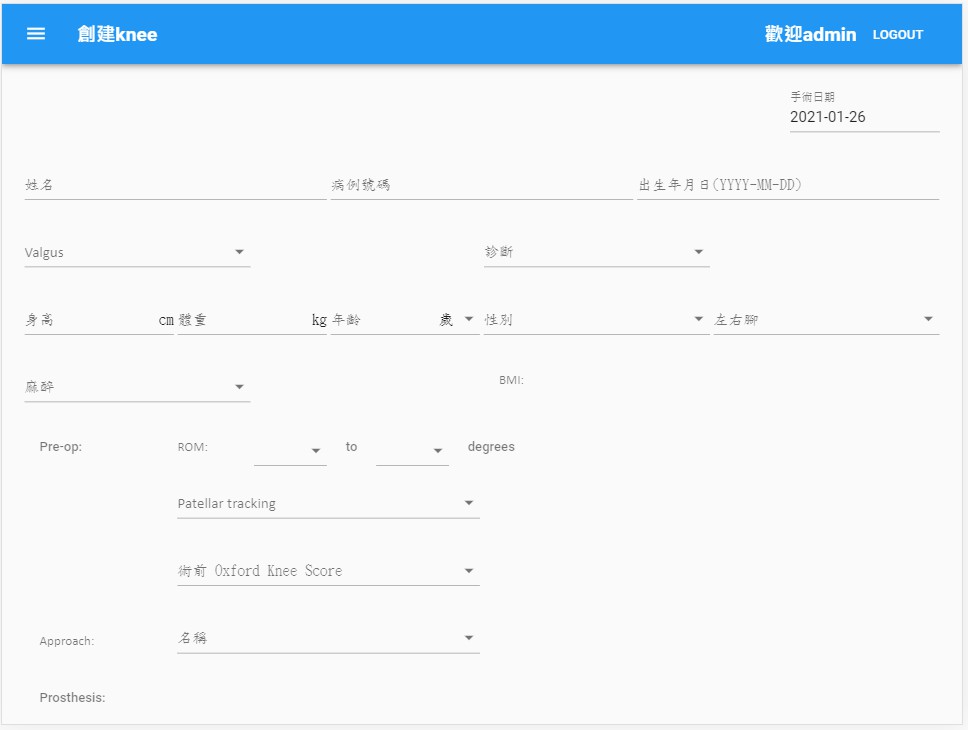 創建knee 歡迎admin LOGOUT
手術日期
2021-01-26
姓名 病例號碼 出生年月日(YYYY-MM-DD)
Valgus 診斷
身高 cm 體重 kg 年齡 歲 性別 左右腳
麻醉 BMI:
Pre-op: ROM: to degrees
Patellar tracking
術前 Oxford Knee Score
Approach: 名稱
Prosthesis: